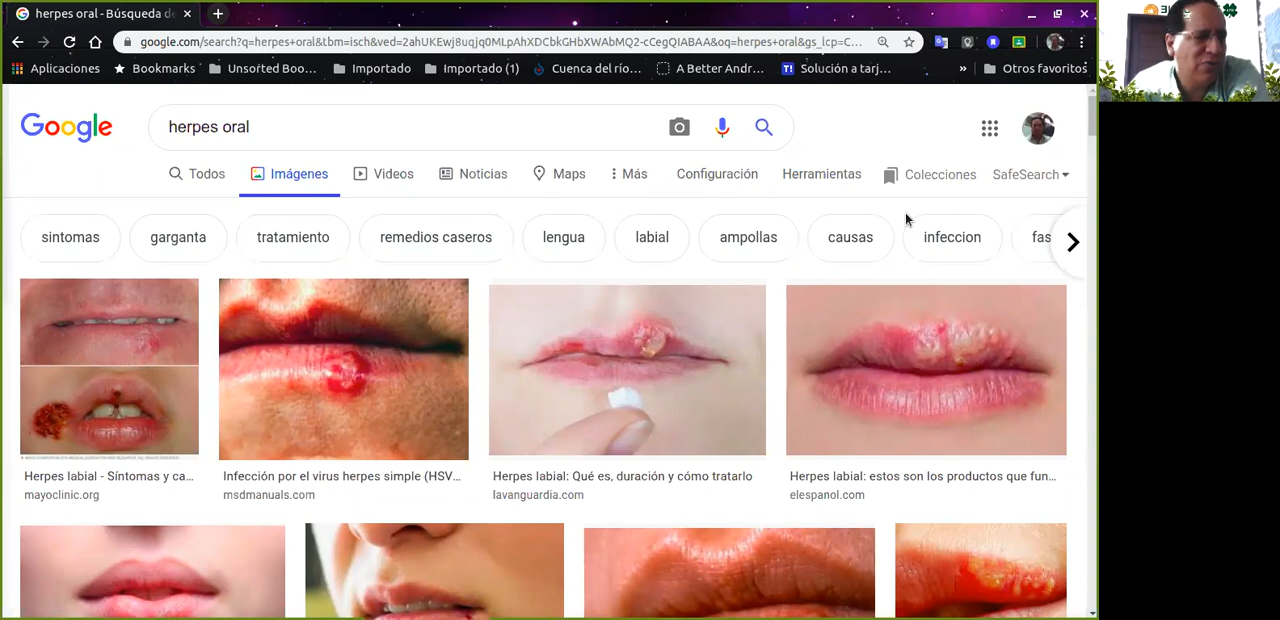 herpes oral - Búsqueda de
google.com/search?q=herpes+oral&tbm=isch&ved=2ahUKEwj8uqjq0MLpAhXDCbkGHbXWAbMQ2-cCegQIABAA&oq=herpes+oral&gs_lcp=C...
Aplicaciones Bookmarks Unsorted Boo... Importado Importado (1) Cuenca del río... A Better Andr... T! Solución a tarj... » Otros favoritos
Google herpes oral
Todos Imágenes Videos Noticias Maps Más Configuración Herramientas Colecciones SafeSearch
sintomas garganta tratamiento remedios caseros lengua labial ampollas causas infeccion fas
Herpes labial - Síntomas y ca... Infección por el virus herpes simple (HSV... Herpes labial: Qué es, duración y cómo tratarlo Herpes labial: estos son los productos que fun...
mayoclinic.org msdmanuals.com lavanguardia.com elespanol.com